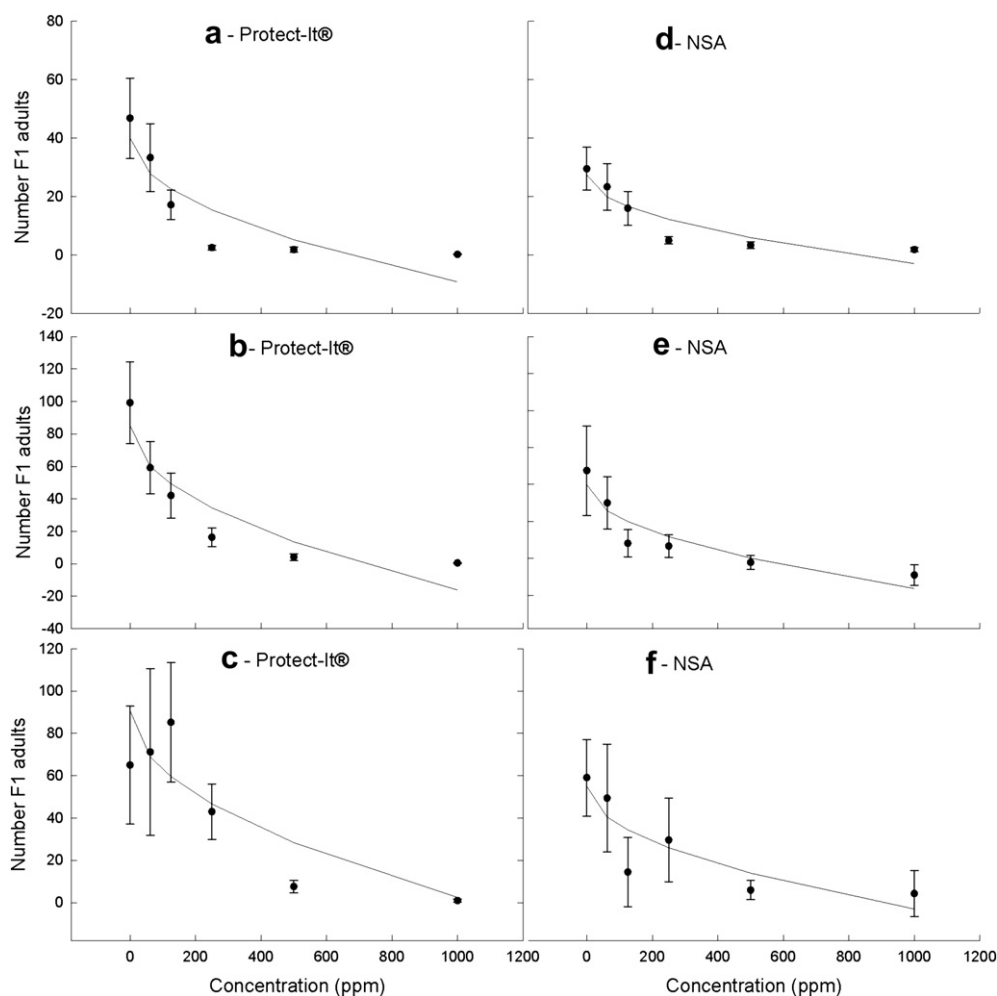 a - Protect-It®
d- NSA
Number F1 adults
80
60
40
20
0
-20
b- Protect-It®
e - NSA
Number F1 adults
140
120
100
80
60
40
20
0
-20
-40
c - Protect-It®
f - NSA
Number F1 adults
120
100
80
60
40
20
0
0 200 400 600 800 1000 1200
0 200 400 600 800 1000 1200
Concentration (ppm)
Concentration (ppm)